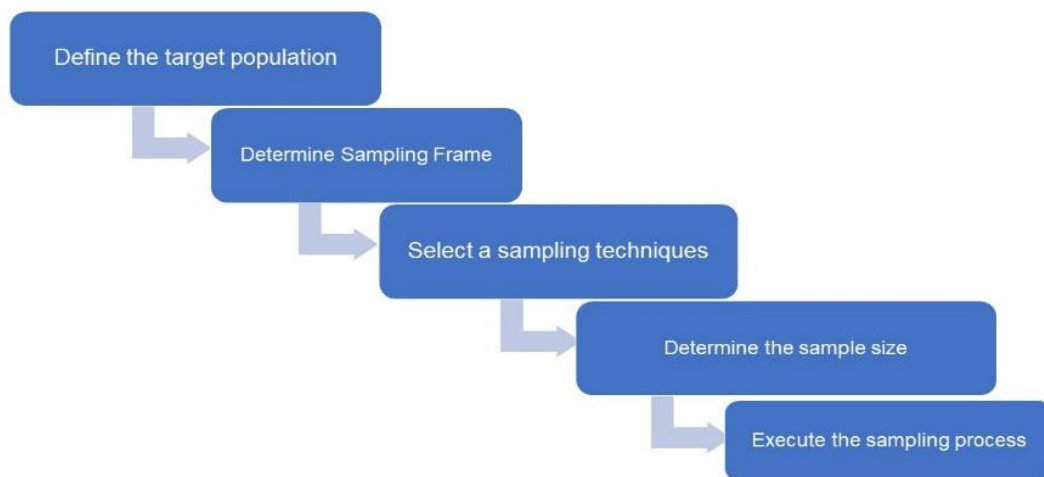 Define the target population
Determine Sampling Frame
Select a sampling techniques
Determine the sample size
Execute the sampling process